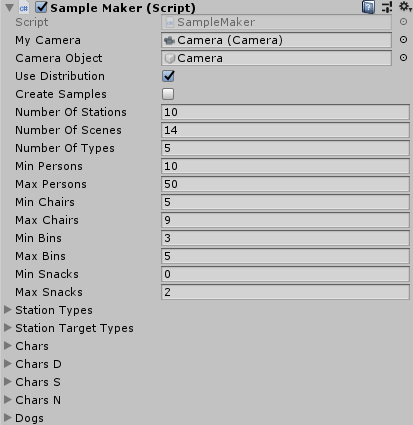 Sample Maker (Script)
Script SampleMaker
My Camera Camera (Camera)
Camera Object Camera
Use Distribution
Create Samples
Number Of Stations 10
Number Of Scenes 14
Number Of Types 5
Min Persons 10
Max Persons 50
Min Chairs 5
Max Chairs 9
Min Bins 3
Max Bins 5
Min Snacks 0
Max Snacks 2
Station Types
Station Target Types
Chars
Chars D
Chars S
Chars N
Dogs